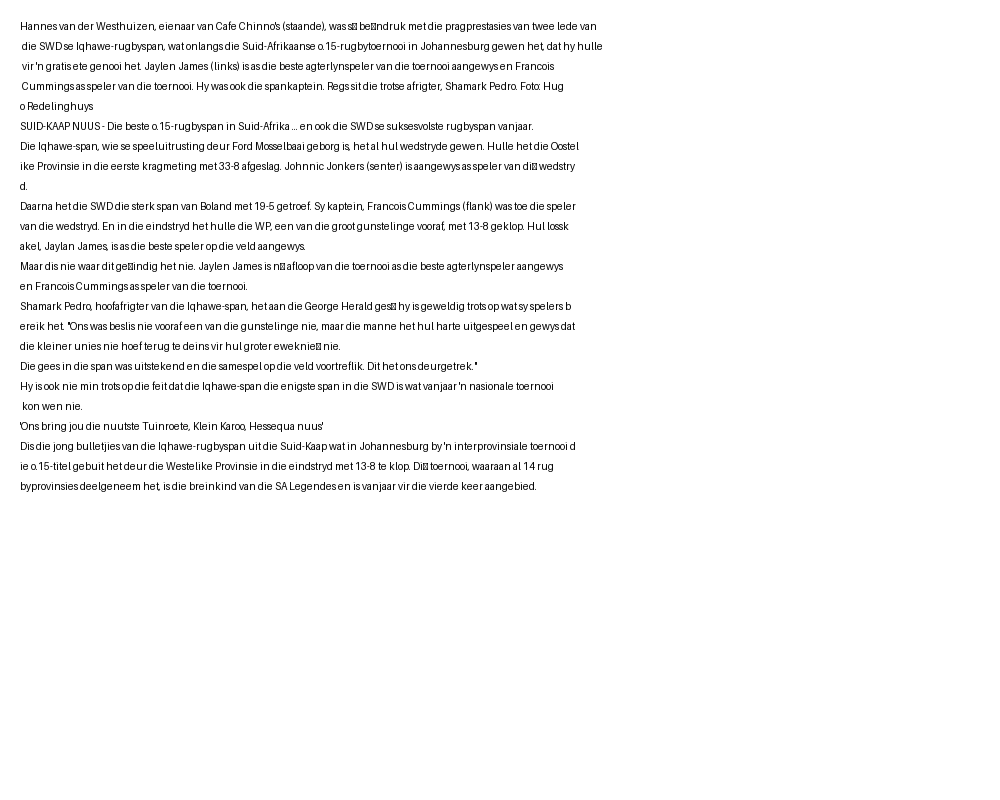 Hannes van der Westhuizen, eienaar van Cafe Chinno's (staande), was s□ be□ndruk met die pragprestasies van twee lede van
die SWD se Iqhawe-rugbyspan, wat onlangs die Suid-Afrikaanse o.15-rugbytoernooi in Johannesburg gewen het, dat hy hulle
vir 'n gratis ete genooi het. Jaylen James (links) is as die beste agterlynspeler van die toernooi aangewys en Francois
Cummings as speler van die toernooi. Hy was ook die spankaptein. Regs sit die trotse afrigter, Shamark Pedro. Foto: Hug
o Redelinghuys
SUID-KAAP NUUS - Die beste o.15-rugbyspan in Suid-Afrika ... en ook die SWD se suksesvolste rugbyspan vanjaar.
Die Iqhawe-span, wie se speeluitrusting deur Ford Mosselbaai geborg is, het al hul wedstryde gewen. Hulle het die Oostel
ike Provinsie in die eerste kragmeting met 33-8 afgeslag. Johnnic Jonkers (senter) is aangewys as speler van di□ wedstry
d.
Daarna het die SWD die sterk span van Boland met 19-5 getroef. Sy kaptein, Francois Cummings (flank) was toe die speler
van die wedstryd. En in die eindstryd het hulle die WP, een van die groot gunstelinge vooraf, met 13-8 geklop. Hul lossk
akel, Jaylan James, is as die beste speler op die veld aangewys.
Maar dis nie waar dit ge□indig het nie. Jaylen James is n□ afloop van die toernooi as die beste agterlynspeler aangewys
en Francois Cummings as speler van die toernooi.
Shamark Pedro, hoofafrigter van die Iqhawe-span, het aan die George Herald ges□ hy is geweldig trots op wat sy spelers b
ereik het. "Ons was beslis nie vooraf een van die gunstelinge nie, maar die manne het hul harte uitgespeel en gewys dat
die kleiner unies nie hoef terug te deins vir hul groter eweknie□ nie.
Die gees in die span was uitstekend en die samespel op die veld voortreflik. Dit het ons deurgetrek."
Hy is ook nie min trots op die feit dat die Iqhawe-span die enigste span in die SWD is wat vanjaar 'n nasionale toernooi
kon wen nie.
'Ons bring jou die nuutste Tuinroete, Klein Karoo, Hessequa nuus'
Dis die jong bulletjies van die Iqhawe-rugbyspan uit die Suid-Kaap wat in Johannesburg by 'n interprovinsiale toernooi d
ie o.15-titel gebuit het deur die Westelike Provinsie in die eindstryd met 13-8 te klop. Di□ toernooi, waaraan al 14 rug
byprovinsies deelgeneem het, is die breinkind van die SA Legendes en is vanjaar vir die vierde keer aangebied.